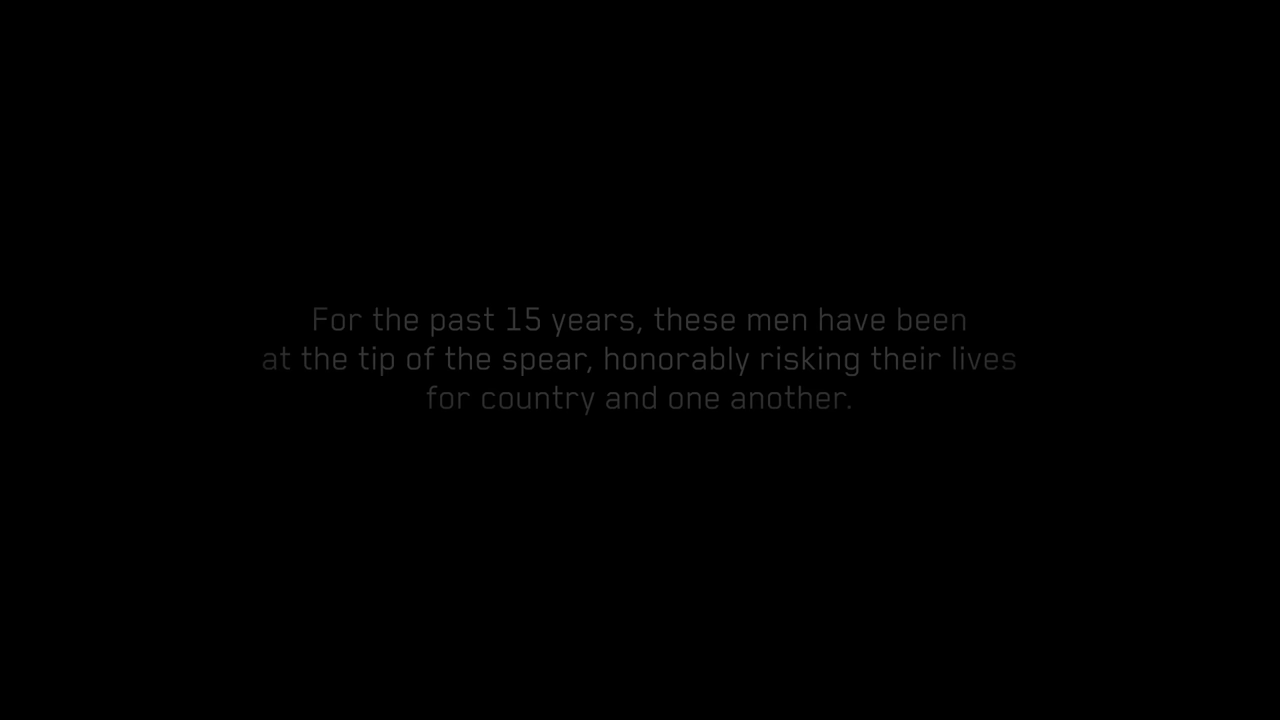 For the past 15 years, these men have been
at the tip of the spear, honorably risking their lives
for country and one another.